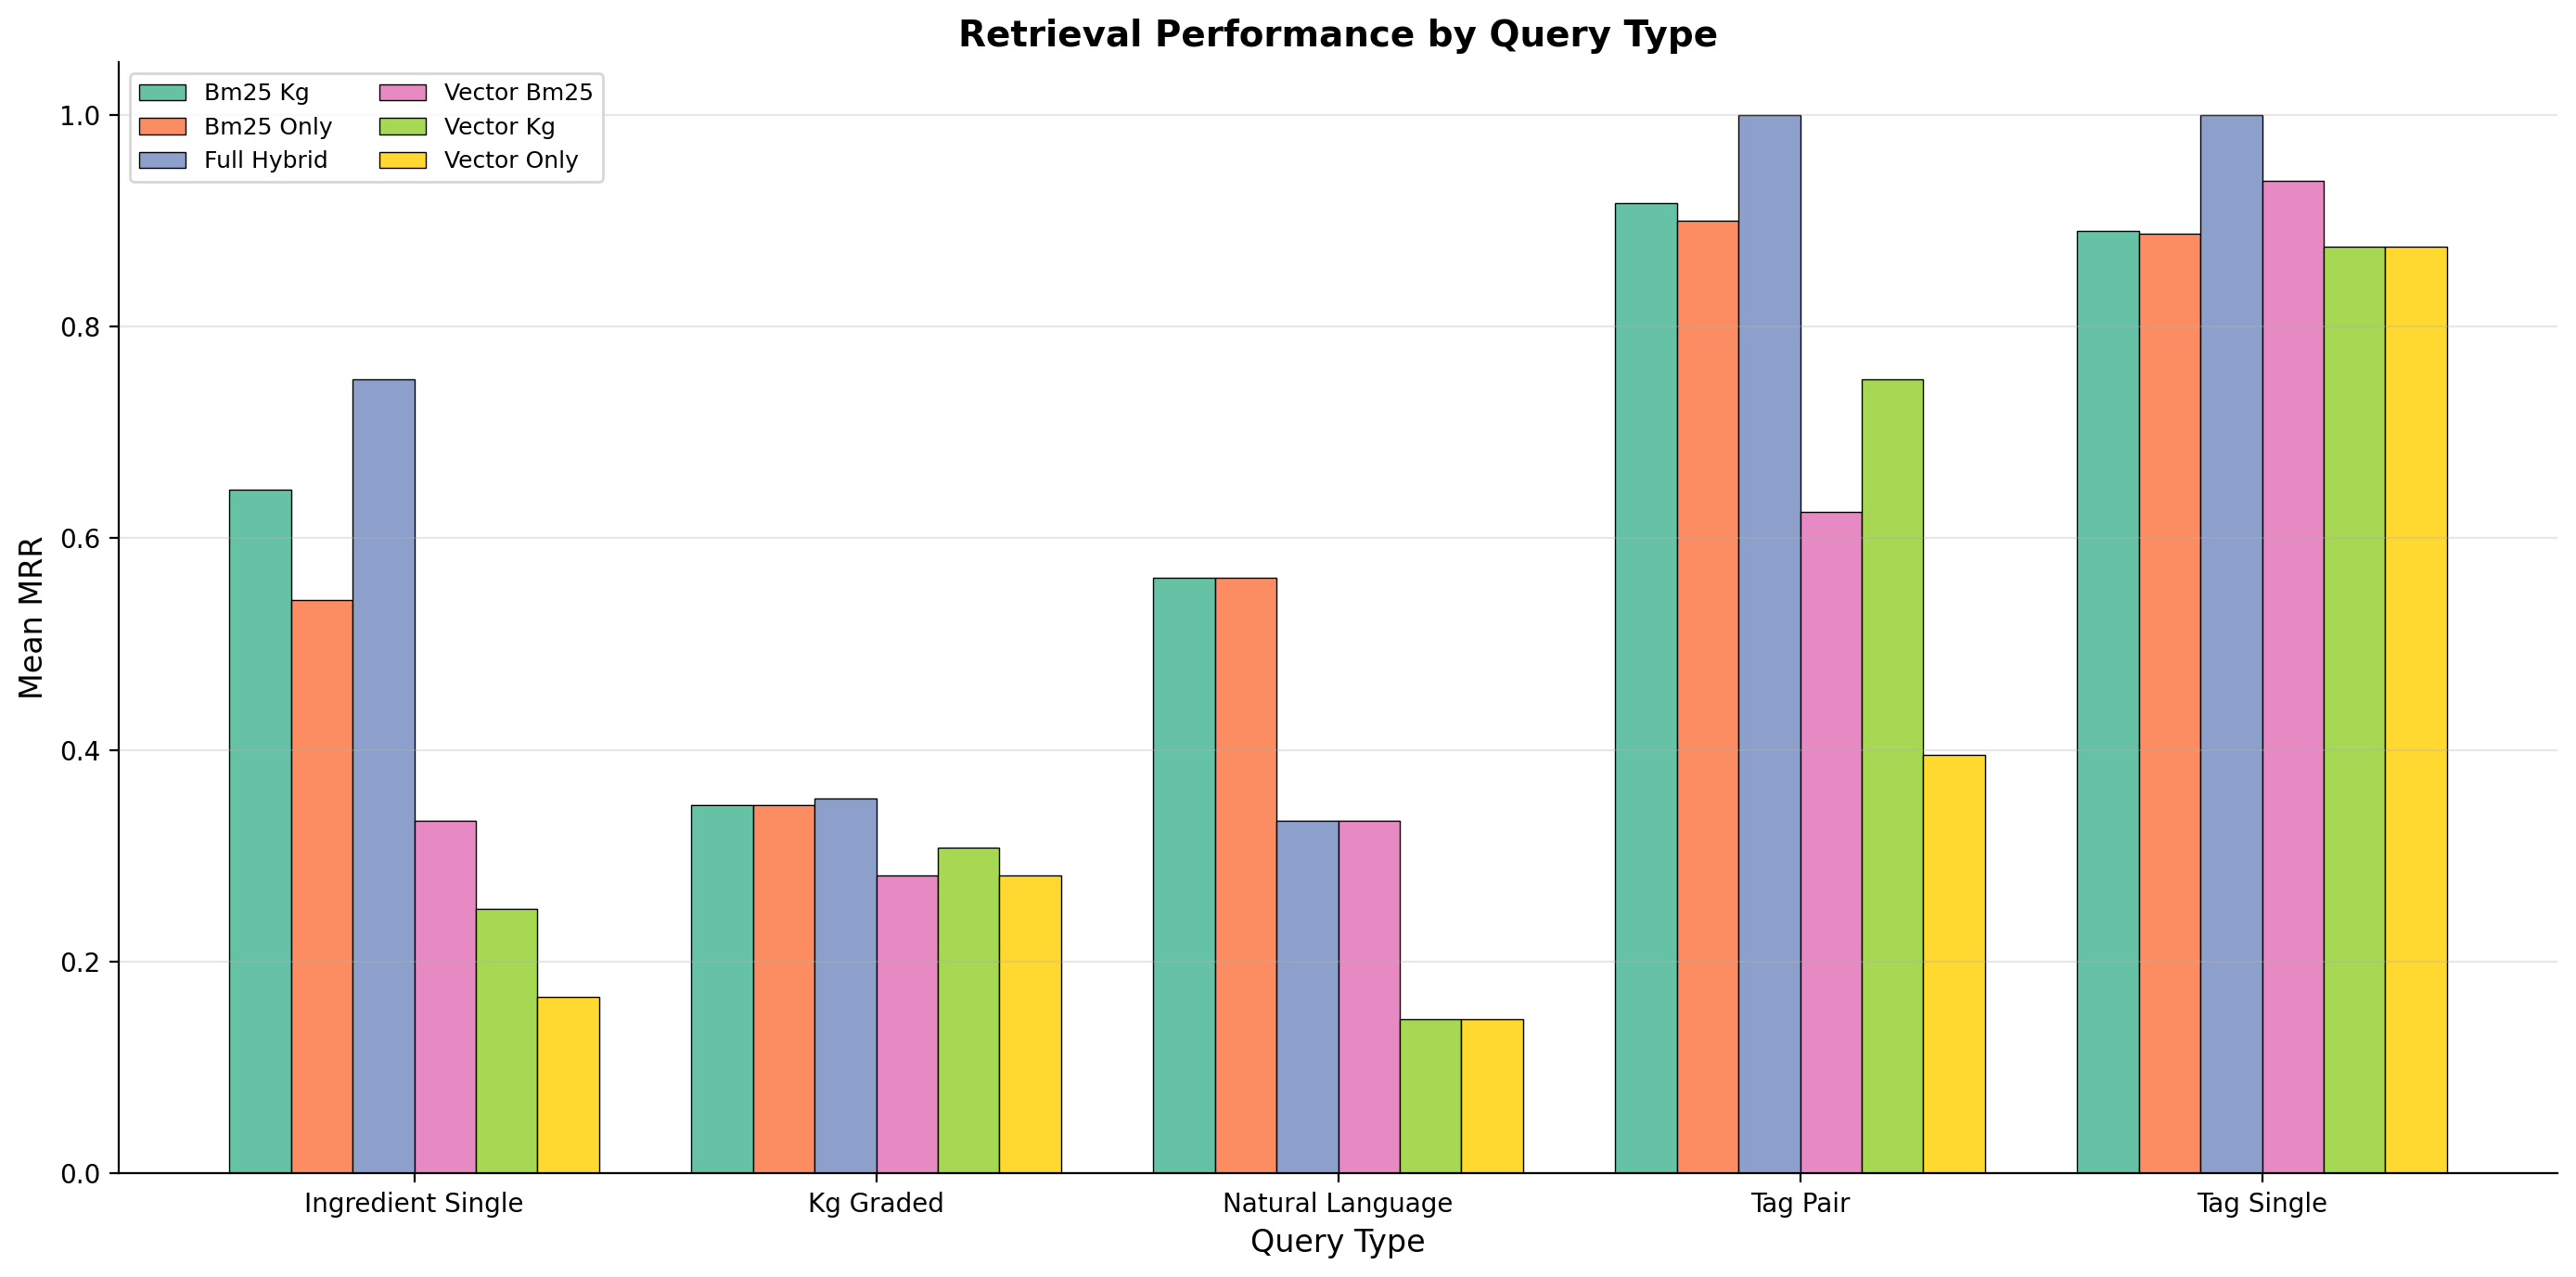 Retrieval Performance by Query Type
Bm25 Kg
Bm25 Only
Full Hybrid
Vector Bm25
Vector Kg
Vector Only
Mean MRR
1.0
0.8
0.6
0.4
0.2
0.0
Ingredient Single
Kg Graded
Natural Language
Tag Pair
Tag Single
Query Type